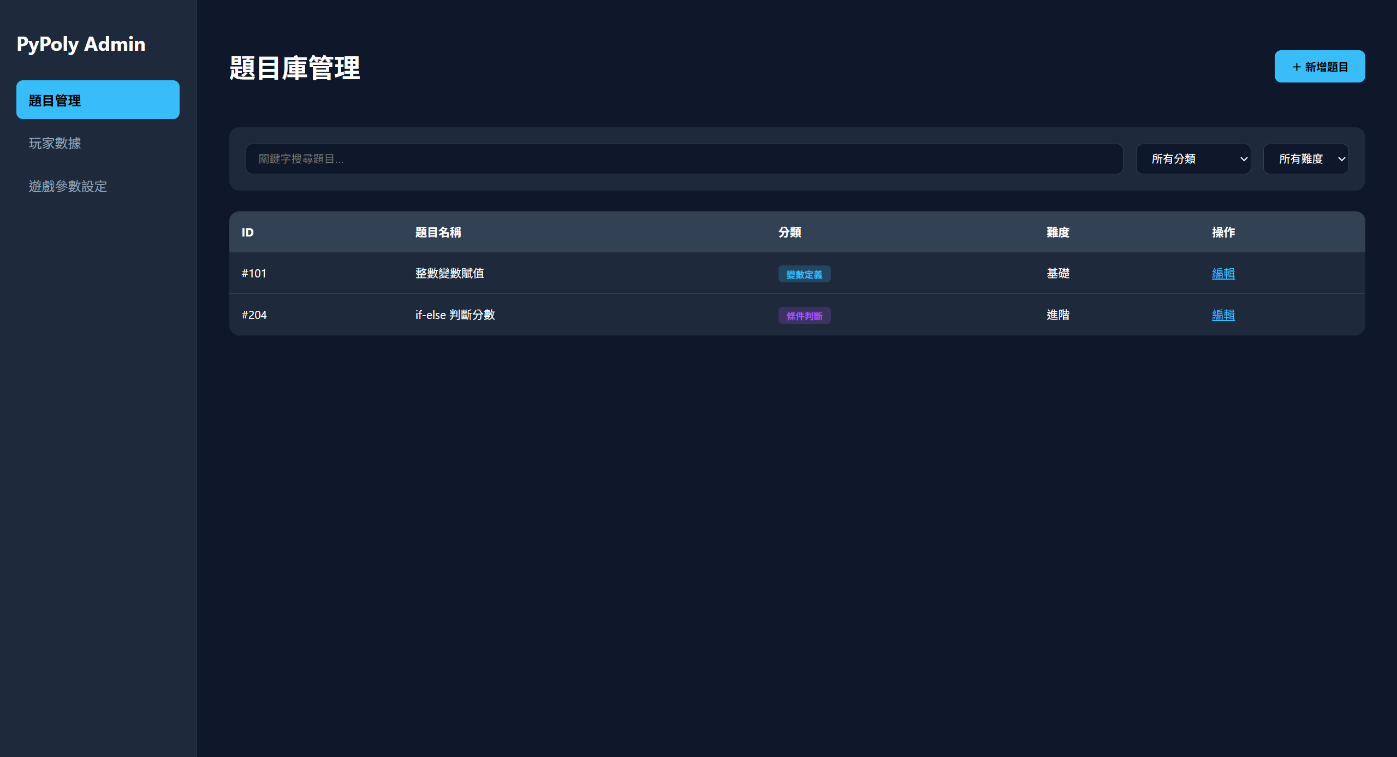 PyPoly Admin
題目管理
玩家數據
遊戲參數設定
題目庫管理
＋ 新增題目
關鍵字搜尋題目...
所有分類
所有難度
ID 題目名稱 分類 難度 操作
#101 整數變數賦值 變數定義 基礎 編輯
#204 if-else 判斷分數 條件判斷 進階 編輯